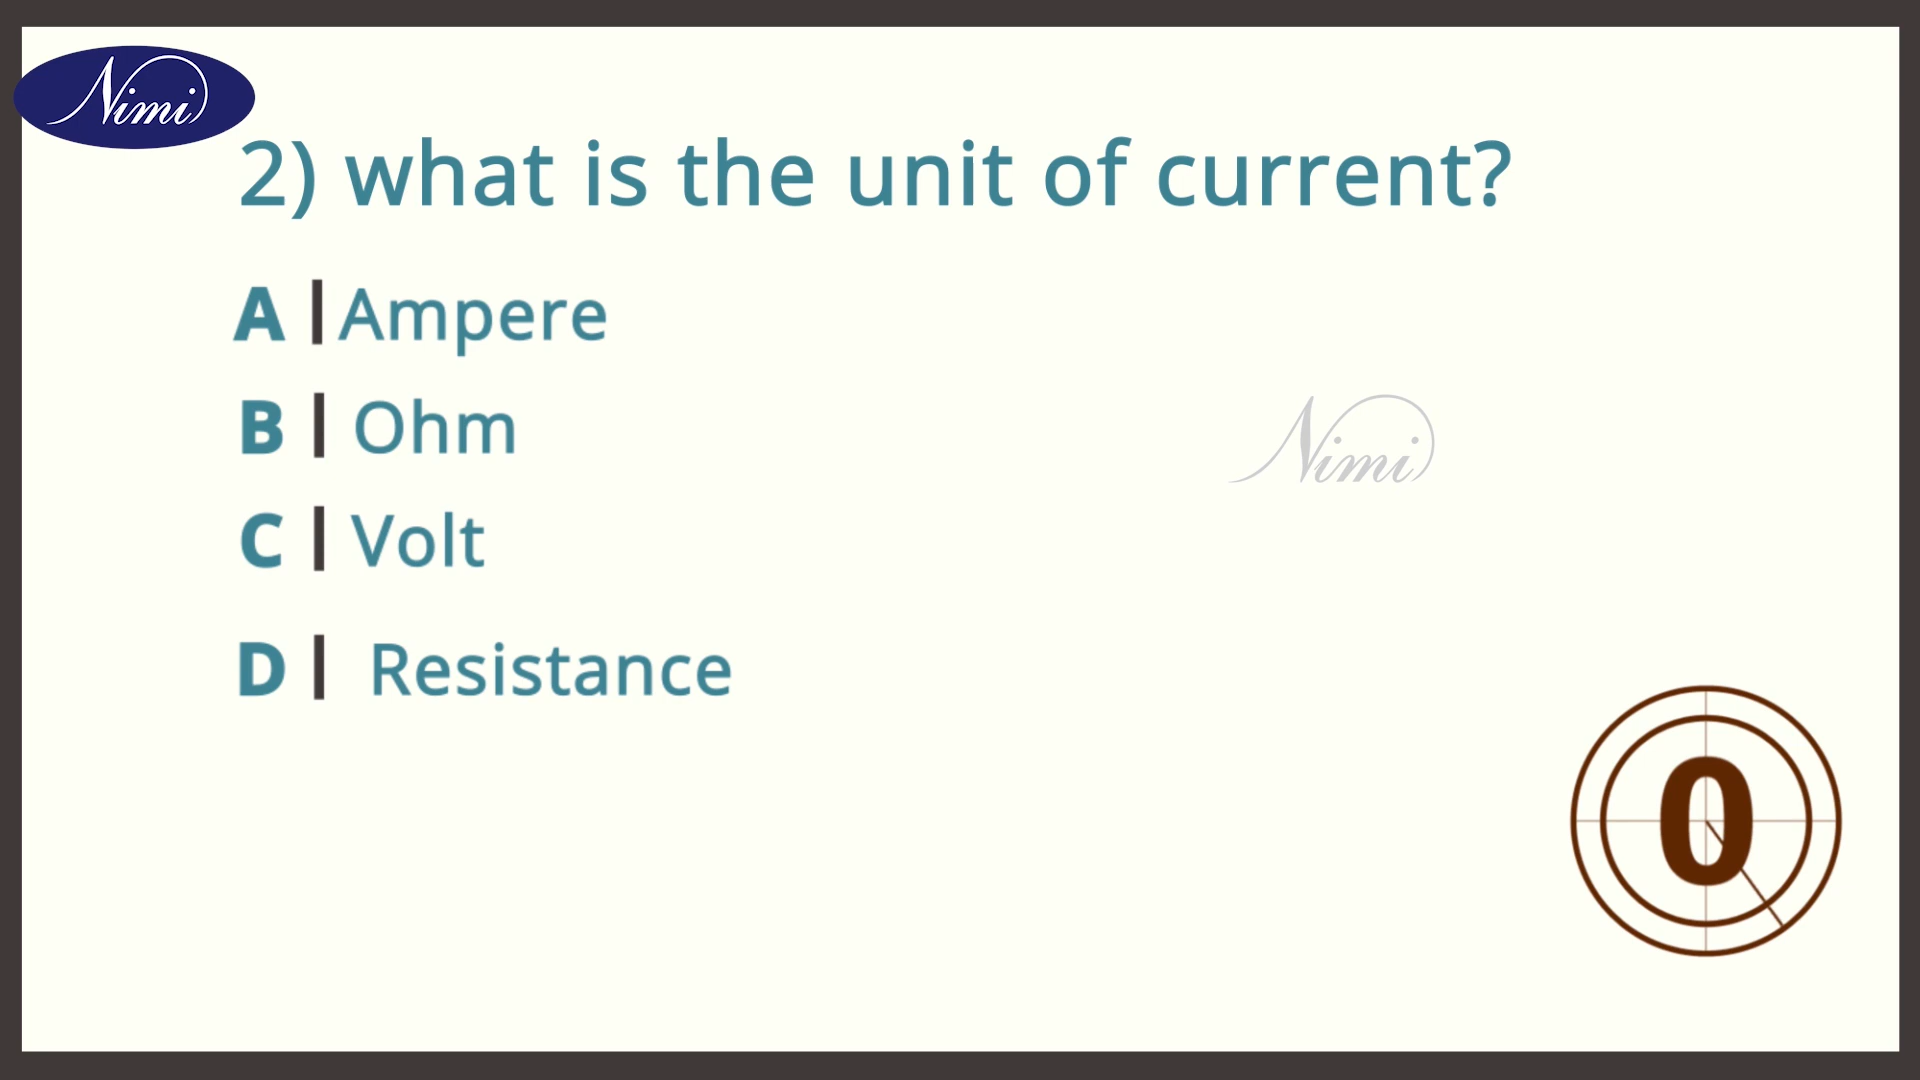 Nimi
2) what is the unit of current?
A | Ampere
B | Ohm
C | Volt
D | Resistance
Nimi
0